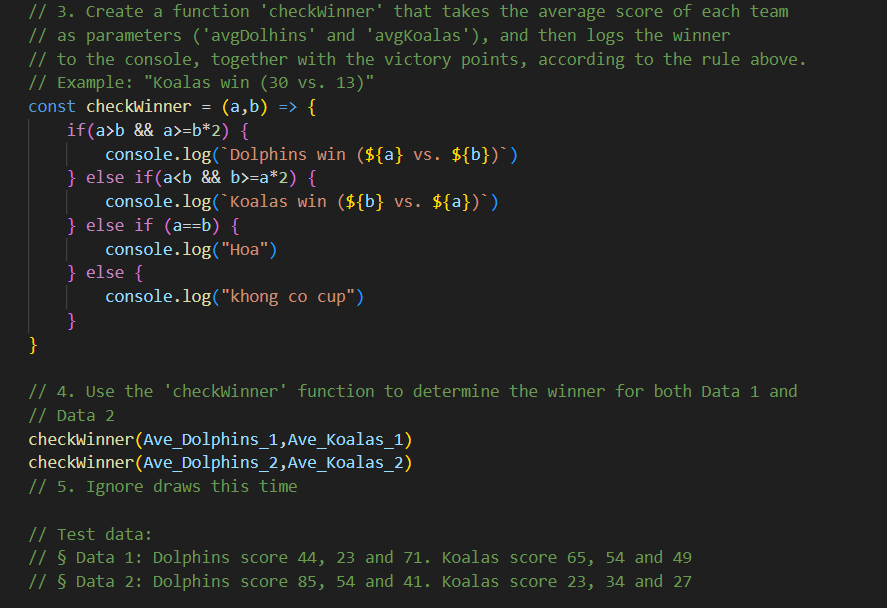 // 3. Create a function 'checkWinner' that takes the average score of each team
// as parameters ('avgDolhins' and 'avgKoalas'), and then logs the winner
// to the console, together with the victory points, according to the rule above.
// Example: "Koalas win (30 vs. 13)"
const checkWinner = (a,b) => {
    if(a>b && a>=b*2) {
        console.log(`Dolphins win (${a} vs. ${b})`)
    } else if(a<b && b>=a*2) {
        console.log(`Koalas win (${b} vs. ${a})`)
    } else if (a==b) {
        console.log("Hoa")
    } else {
        console.log("khong co cup")
    }
}
// 4. Use the 'checkWinner' function to determine the winner for both Data 1 and
// Data 2
checkWinner(Ave_Dolphins_1,Ave_Koalas_1)
checkWinner(Ave_Dolphins_2,Ave_Koalas_2)
// 5. Ignore draws this time
// Test data:
// § Data 1: Dolphins score 44, 23 and 71. Koalas score 65, 54 and 49
// § Data 2: Dolphins score 85, 54 and 41. Koalas score 23, 34 and 27